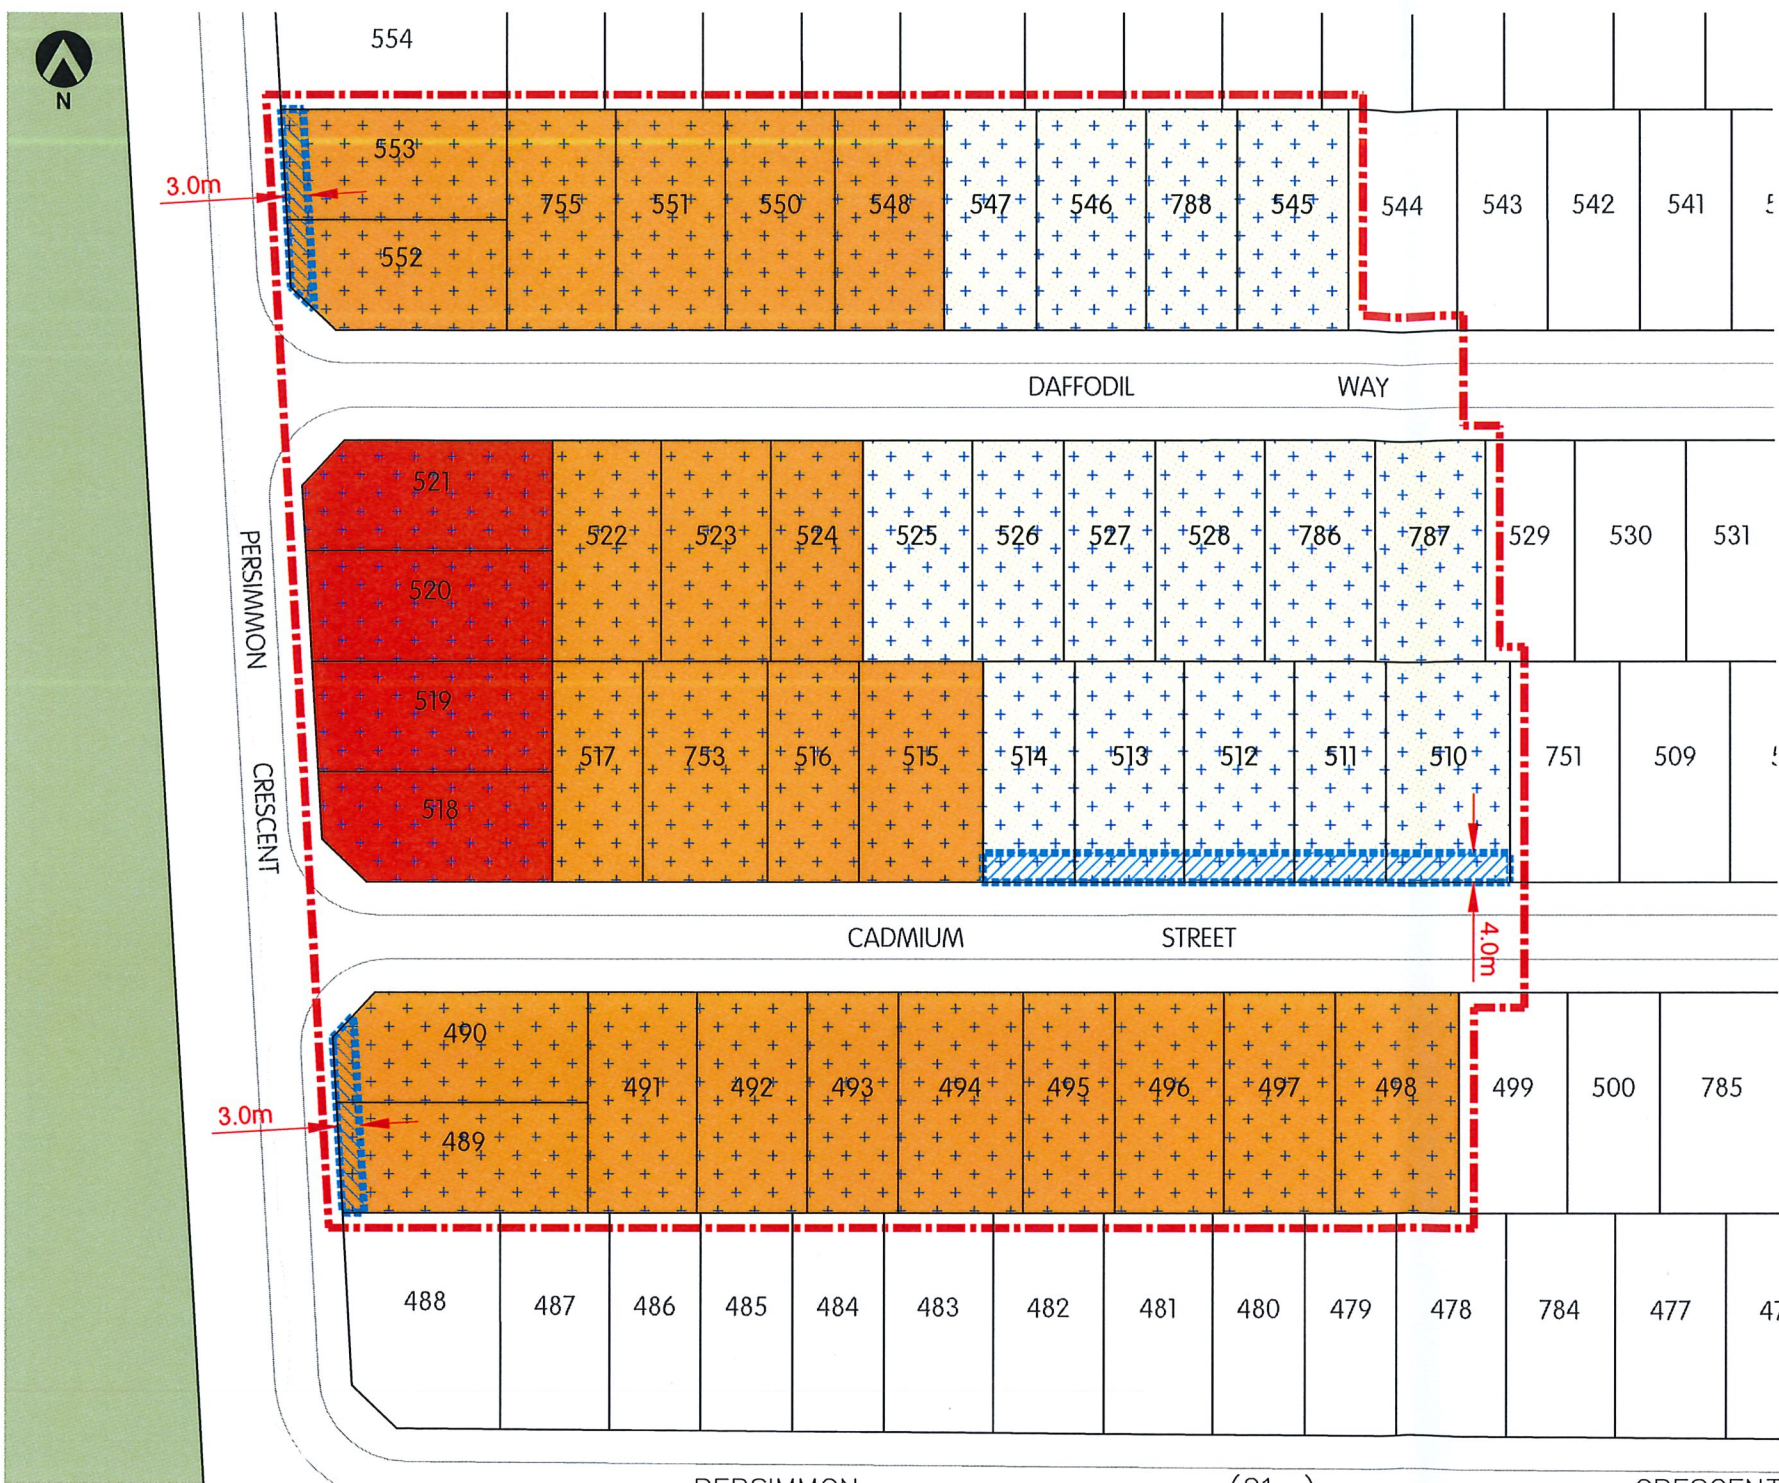 554
N
553
3.0m
755 551 550 548 547 546 788 545 544 543 542 541
552
DAFFODIL WAY
521
522 523 524 525 526 527 528 786 787 529 530 531
520
PERSIMMON
519
517 753 516 515 514 513 512 511 510 751 509
518
CRESCENT
CADMIUM STREET
4.0m
490
491 492 493 494 495 496 497 498 499 500 785
3.0m
489
488 487 486 485 484 483 482 481 480 479 478 784 477
PERSIMMON CRESCENT